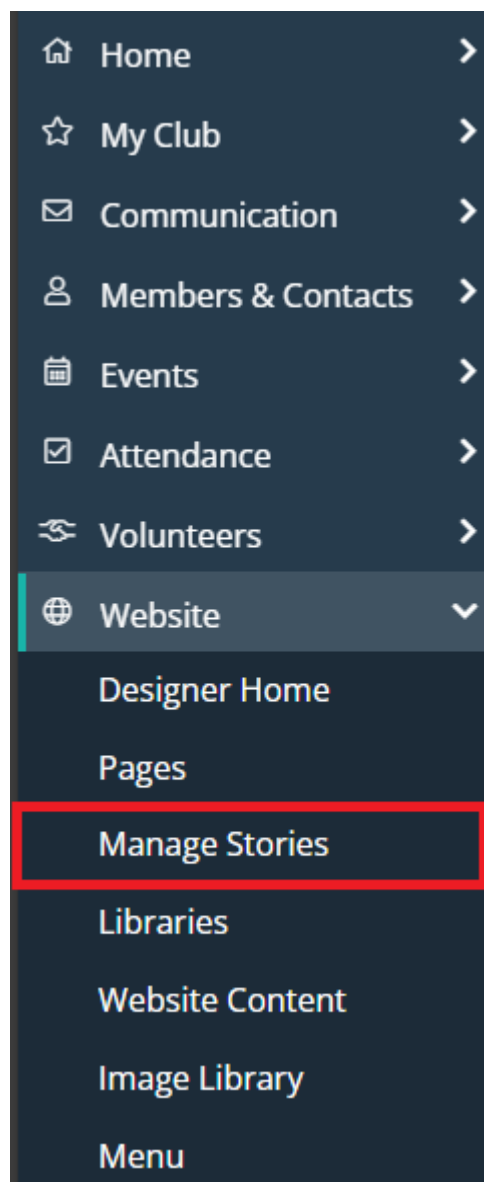 Home
My Club
Communication
Members & Contacts
Events
Attendance
Volunteers
Website
Designer Home
Pages
Manage Stories
Libraries
Website Content
Image Library
Menu